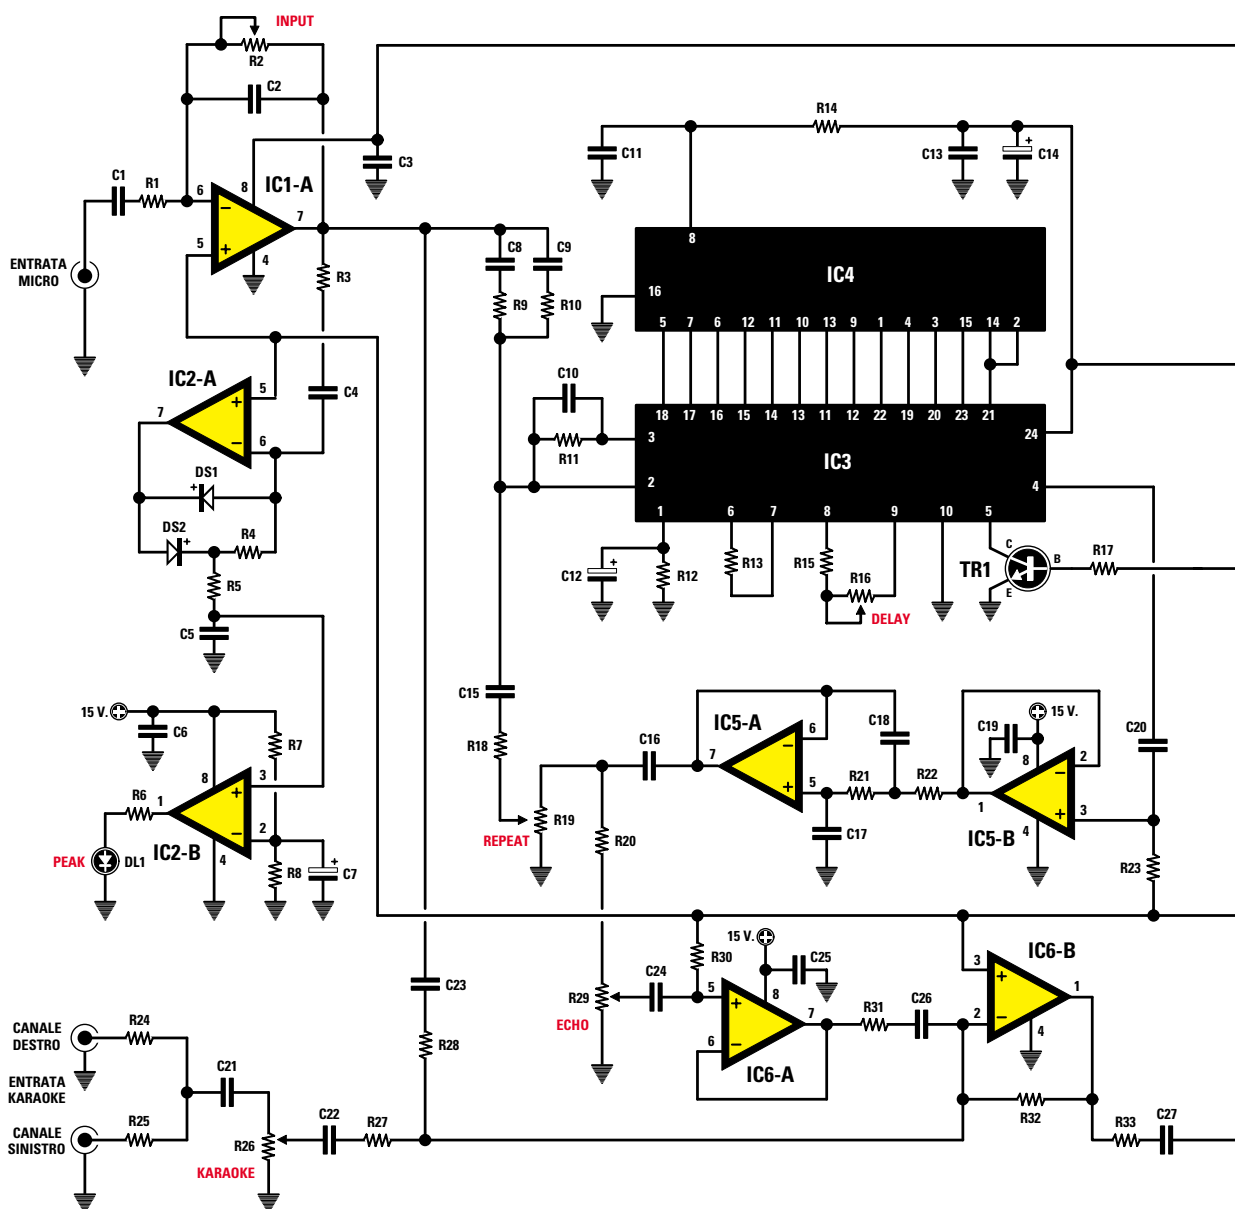 INPUT
R2
C2
R14
C11
C13
+
C14
C3
C1
R1
6
−
8
IC1-A
7
5
+
4
ENTRATA
MICRO
R3
C8
C9
R9
R10
8
IC4
16
5 7 6 12 11 10 13 9 1 4 3 15 14 2
IC2-A
7
5
+
−
6
C4
C10
R11
18 17 16 15 14 13 11 12 22 19 20 23 21
3
24
IC3
2
4
1
6
7
8
9
10
5
DS1
+
DS2
+
R4
R5
C5
C12
+
R12
R13
R15
R16
DELAY
C
TR1
B
E
R17
15 V.
C6
R7
8
3
+
R6
1
−
2
IC2-B
4
PEAK
DL1
R8
+
C7
C15
R18
C16
R19
REPEAT
R20
IC5-A
7
6
−
5
+
C18
R21
R22
C17
15 V.
C19
8
2
−
1
+
3
IC5-B
4
C20
R23
R30
15 V.
C25
C24
R29
ECHO
5
+
8
7
6
−
IC6-A
R31
C26
IC6-B
3
+
1
2
−
4
R32
R33
C27
C23
R28
CANALE
DESTRO
R24
ENTRATA
KARAOKE
C21
CANALE
SINISTRO
R25
R26
KARAOKE
C22
R27